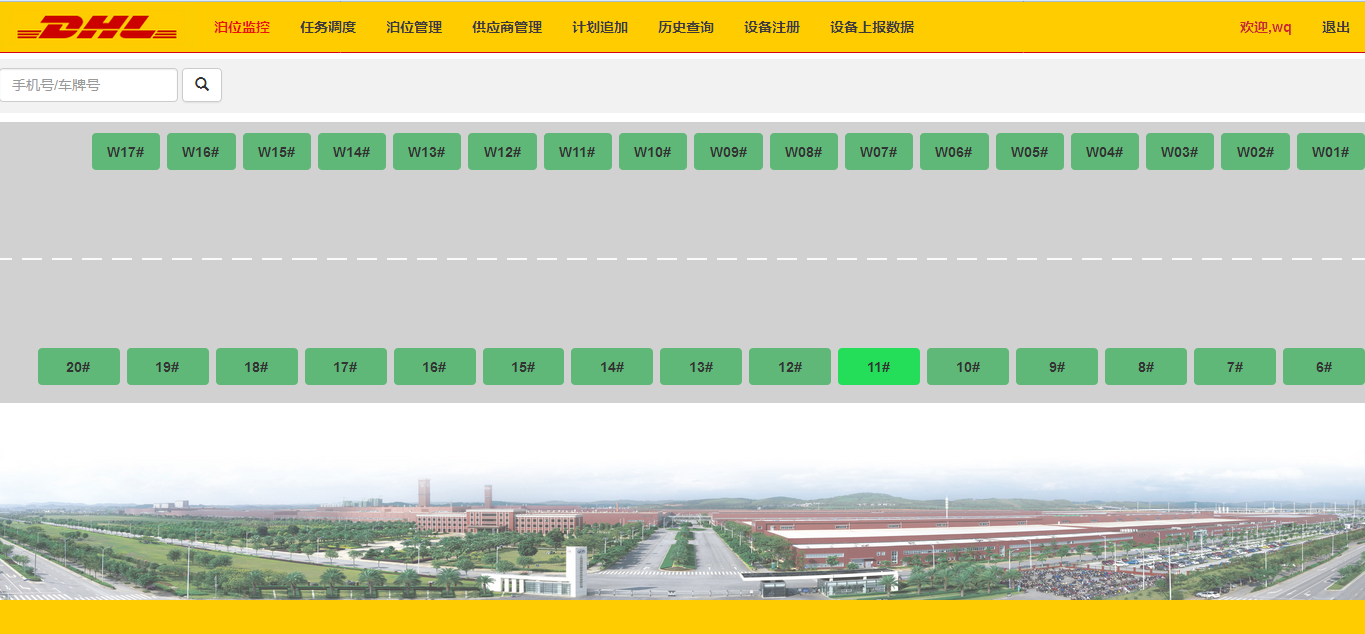 DHL 泊位监控 任务调度 泊位管理 供应商管理 计划追加 历史查询 设备注册 设备上报数据 欢迎,wq 退出
手机号/车牌号
W17# W16# W15# W14# W13# W12# W11# W10# W09# W08# W07# W06# W05# W04# W03# W02# W01#
20# 19# 18# 17# 16# 15# 14# 13# 12# 11# 10# 9# 8# 7# 6#